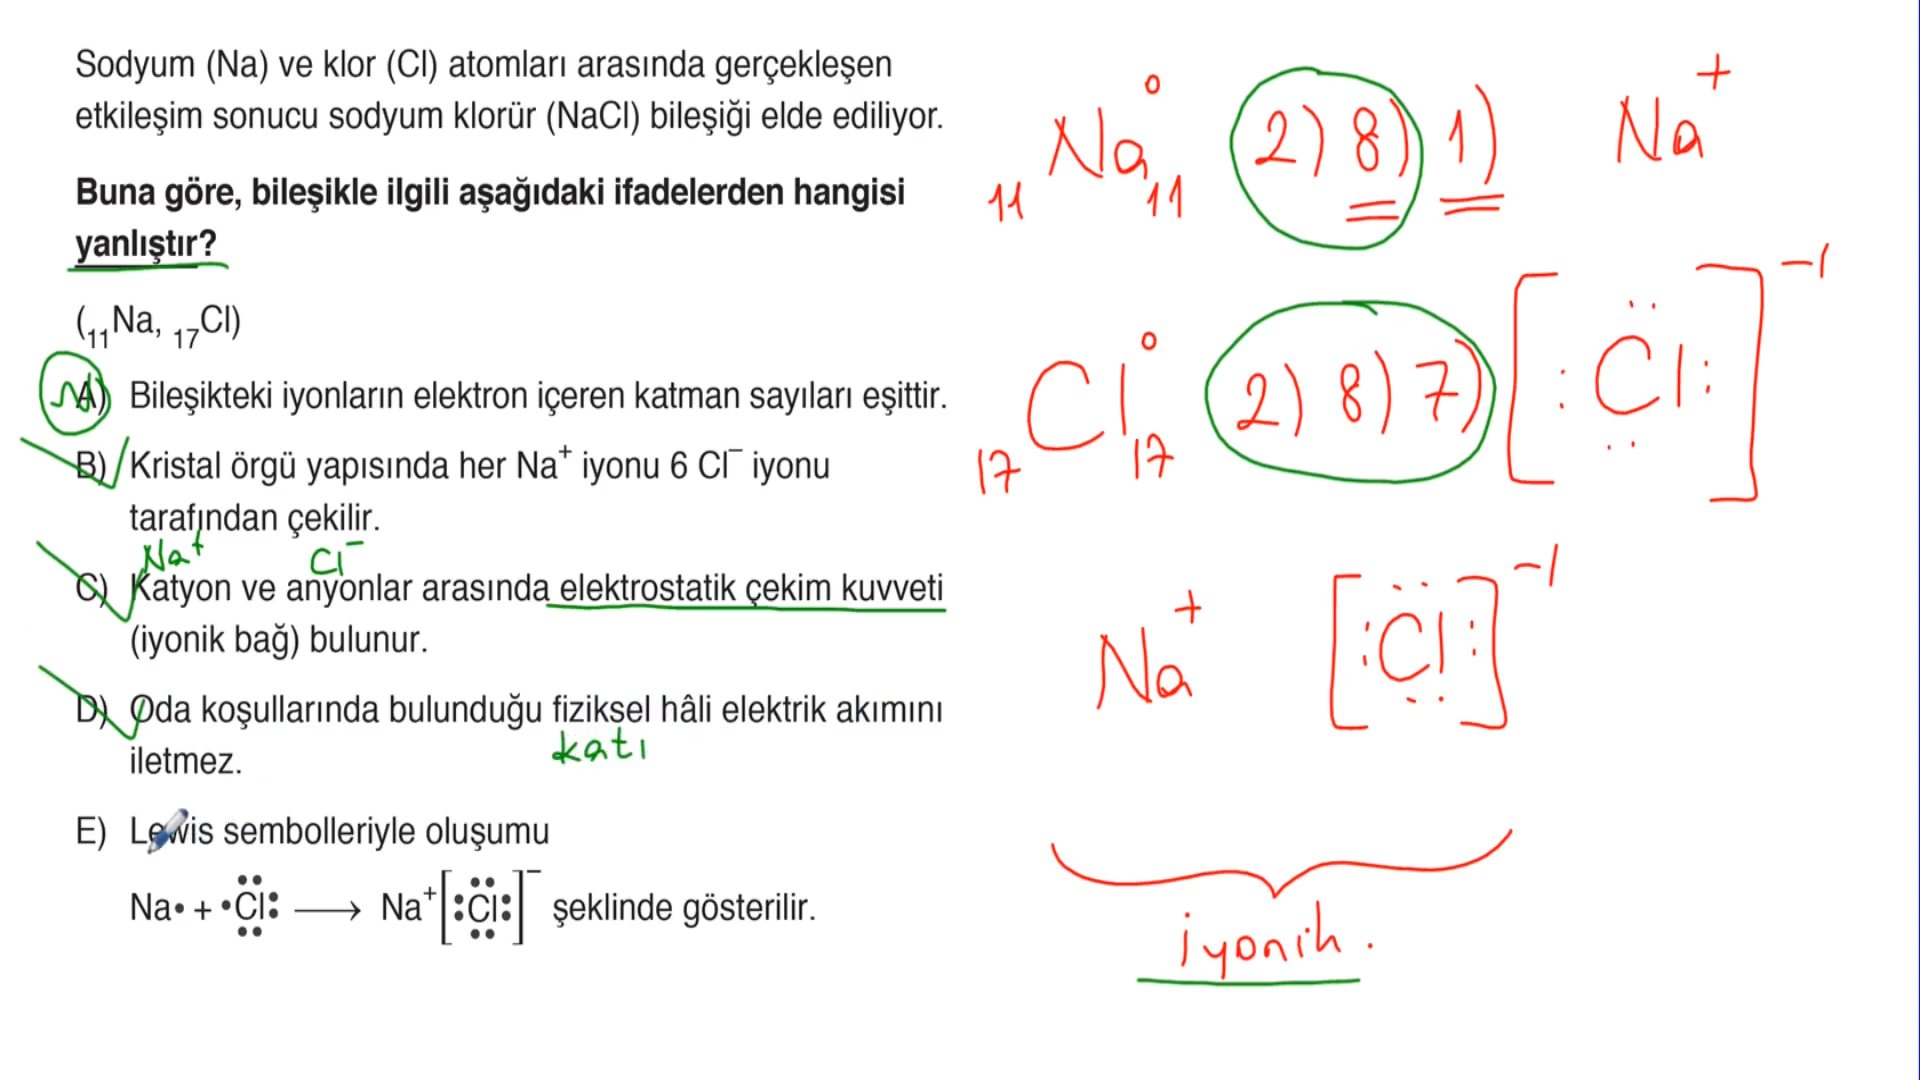 Sodyum (Na) ve klor (Cl) atomları arasında gerçekleşen
etkileşim sonucu sodyum klorür (NaCl) bileşiği elde ediliyor.
Buna göre, bileşikle ilgili aşağıdaki ifadelerden hangisi
yanlıştır?
(₁₁Na, ₁₇Cl)
A) Bileşikteki iyonların elektron içeren katman sayıları eşittir.
B) Kristal örgü yapısında her Na⁺ iyonu 6 Cl⁻ iyonu
tarafından çekilir.
Na⁺ Cl⁻
C) Katyon ve anyonlar arasında elektrostatik çekim kuvveti
(iyonik bağ) bulunur.
D) Oda koşullarında bulunduğu fiziksel hâli elektrik akımını
katı
iletmez.
E) Lewis sembolleriyle oluşumu
Na• + •Cl: ⟶ Na⁺[:Cl:]⁻ şeklinde gösterilir.
₁₁Na⁰₁₁ 2) 8) 1) Na⁺
₁₇Cl⁰₁₇ 2) 8) 7) [:Cl:]⁻¹
Na⁺ [:Cl:]⁻¹
iyonik.